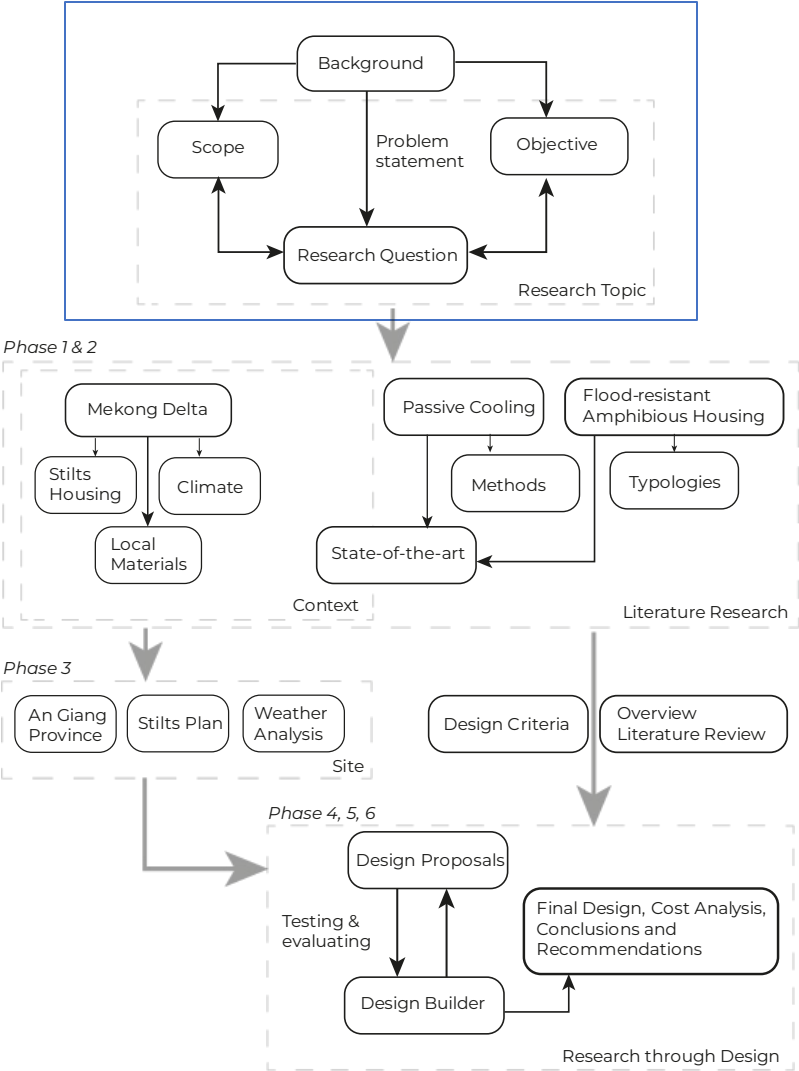 Background
Scope
Problem
statement
Objective
Research Question
Research Topic
Phase 1 & 2
Mekong Delta
Stilts
Housing
Climate
Local
Materials
Context
Passive Cooling
Methods
Flood-resistant
Amphibious Housing
Typologies
State-of-the-art
Literature Research
Phase 3
An Giang
Province
Stilts Plan
Weather
Analysis
Site
Design Criteria
Overview
Literature Review
Phase 4, 5, 6
Design Proposals
Testing &
evaluating
Design Builder
Final Design, Cost Analysis,
Conclusions and
Recommendations
Research through Design